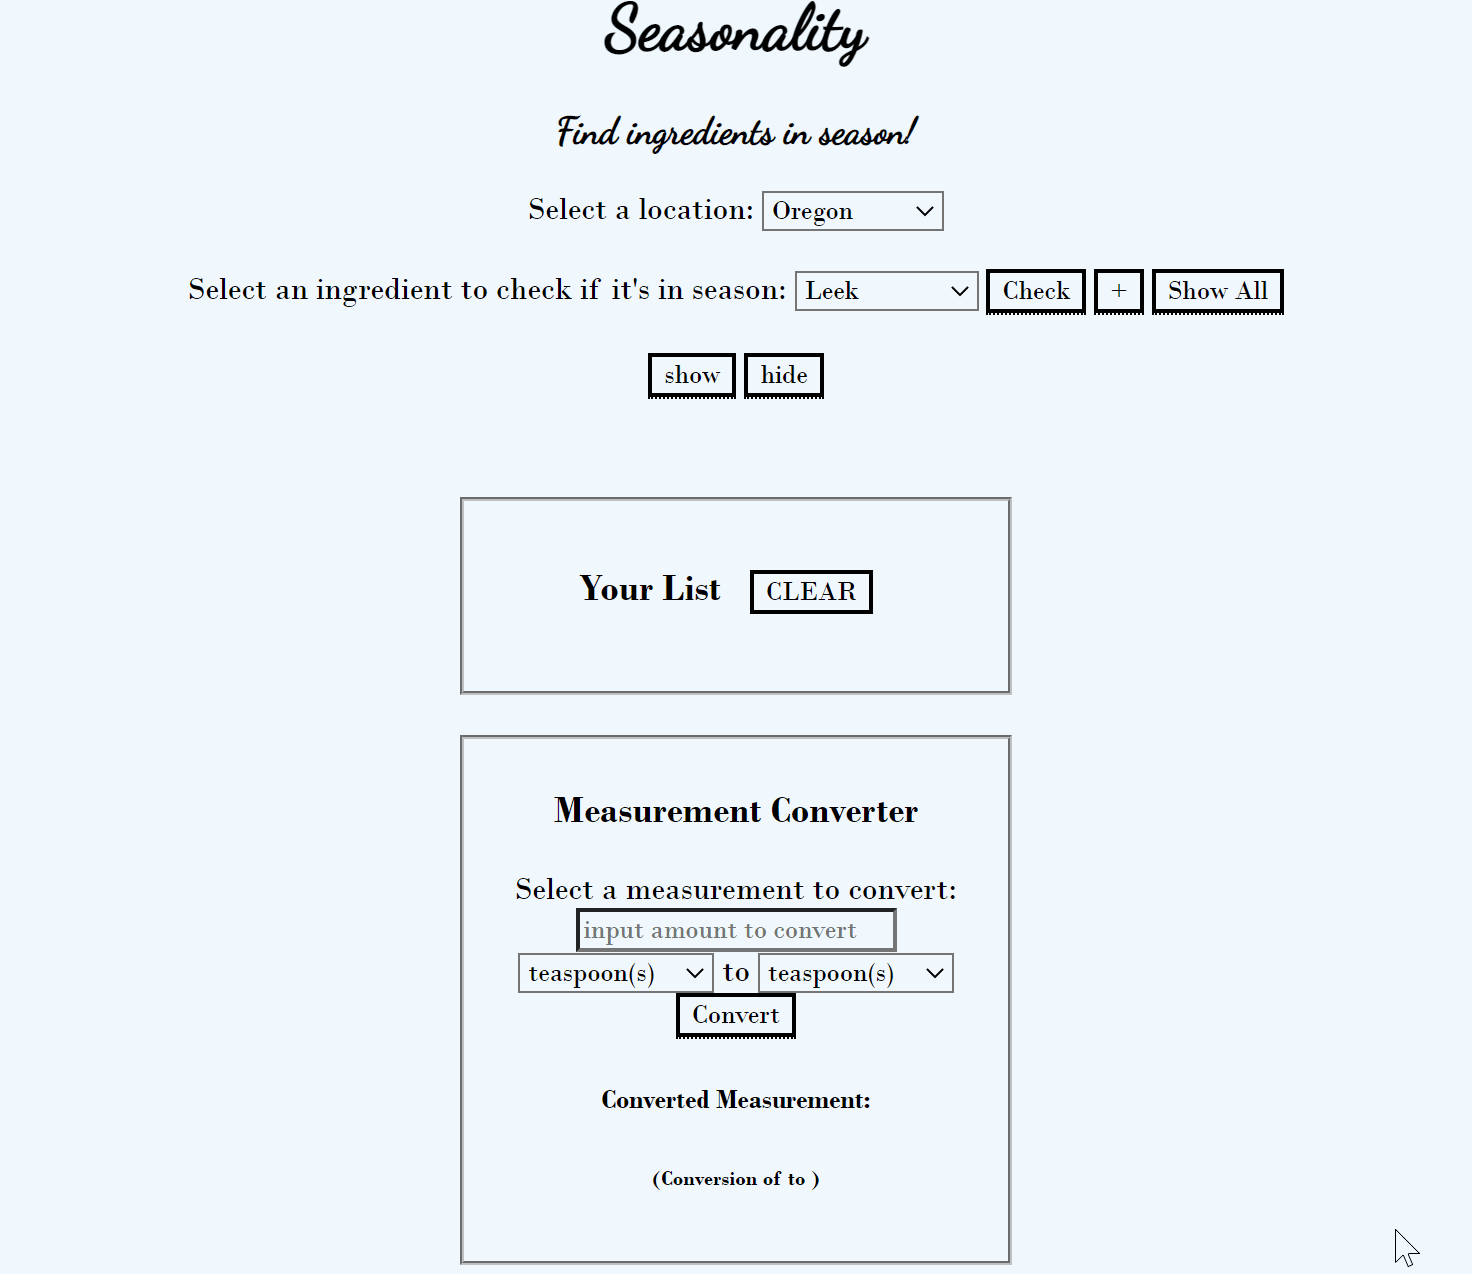 Seasonality
Find ingredients in season!
Select a location: Oregon
Select an ingredient to check if it's in season: Leek Check + Show All
show hide
Your List CLEAR
Measurement Converter
Select a measurement to convert:
input amount to convert
teaspoon(s) to teaspoon(s)
Convert
Converted Measurement:
(Conversion of to )